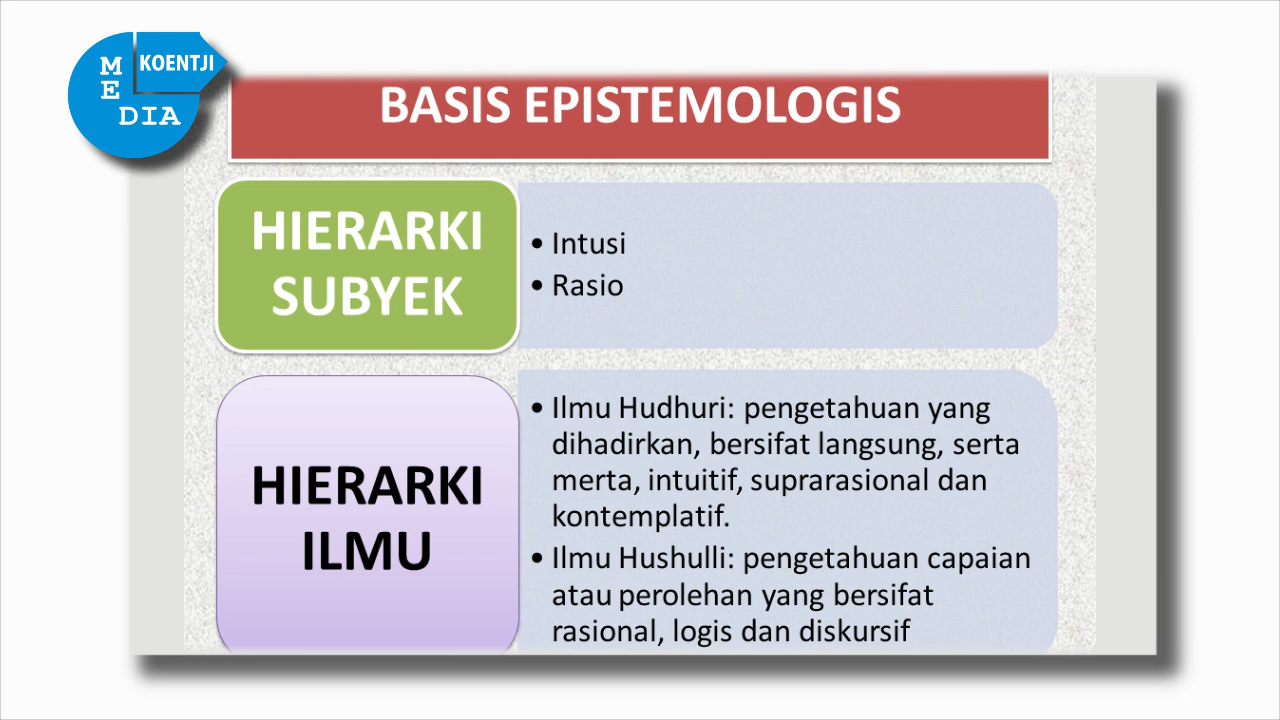 M
E
DIA
KOENTJI
BASIS EPISTEMOLOGIS
HIERARKI
SUBYEK
• Intusi
• Rasio
HIERARKI
ILMU
• Ilmu Hudhuri: pengetahuan yang
dihadirkan, bersifat langsung, serta
merta, intuitif, suprarasional dan
kontemplatif.
• Ilmu Hushulli: pengetahuan capaian
atau perolehan yang bersifat
rasional, logis dan diskursif